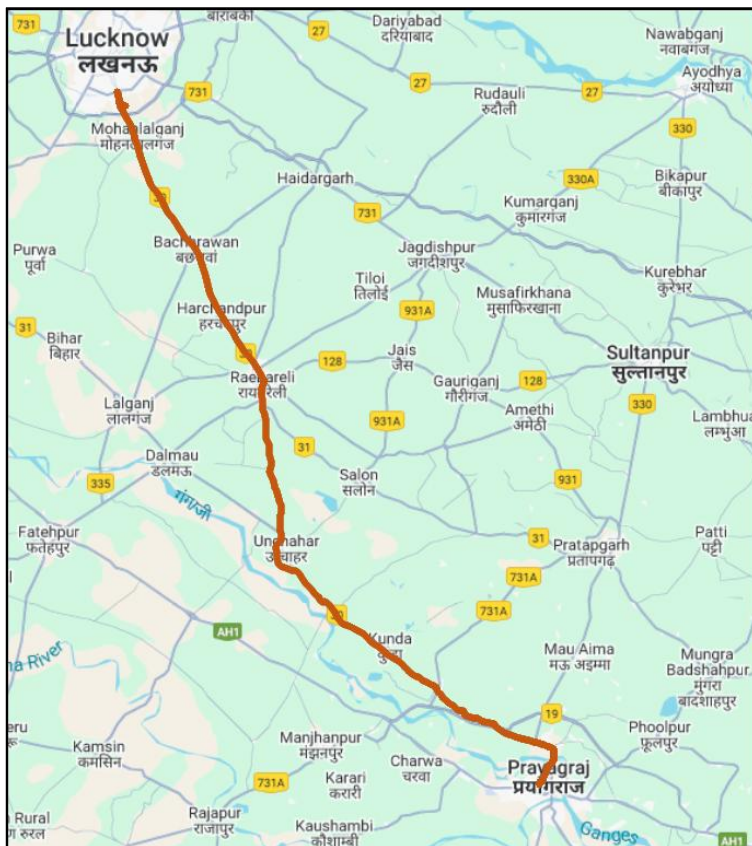 731
Lucknow
लखनऊ
बाराबंकी
27
Dariyabad
दरियाबाद
Nawabganj
नवाबगंज
Ayodhya
अयोध्या
731
27
Rudauli
रुदौली
27
330
Mohanlalganj
मोहनलालगंज
Haidargarh
330A
Bikapur
बीकापुर
Kumarganj
कुमारगंज
731
Purwa
पूर्वा
Bachhrawan
Jagdishpur
जगदीशपुर
Tiloi
तिलोई
Kurebhar
कुरेभर
Musafirkhana
मुसाफिरखाना
Harchandpur
931A
31
Bihar
बिहार
128
Jais
जैस
Sultanpur
सुल्तानपुर
Gauriganj
गौरीगंज
128
330
Lalganj
लालगंज
931A
Amethi
अमेठी
Lambhua
लम्भुआ
31
Dalmau
डलमऊ
Salon
सलोन
931
335
गंगाजी
Fatehpur
फतेहपुर
31
Pratapgarh
प्रतापगढ़
Patti
पट्टी
731A
731A
AH1
Kunda
Mau Aima
मऊ अइम्मा
Mungra
Badshahpur
मुंगरा
बादशाहपुर
River
19
Phoolpur
फूलपुर
Kamsin
कमसिन
Manjhanpur
मंझनपुर
Charwa
चरवा
Prayagraj
प्रयागराज
731A
Karari
करारी
Rajapur
राजापुर
Kaushambi
कौशाम्बी
Rural
रुरल
Ganges
AH1